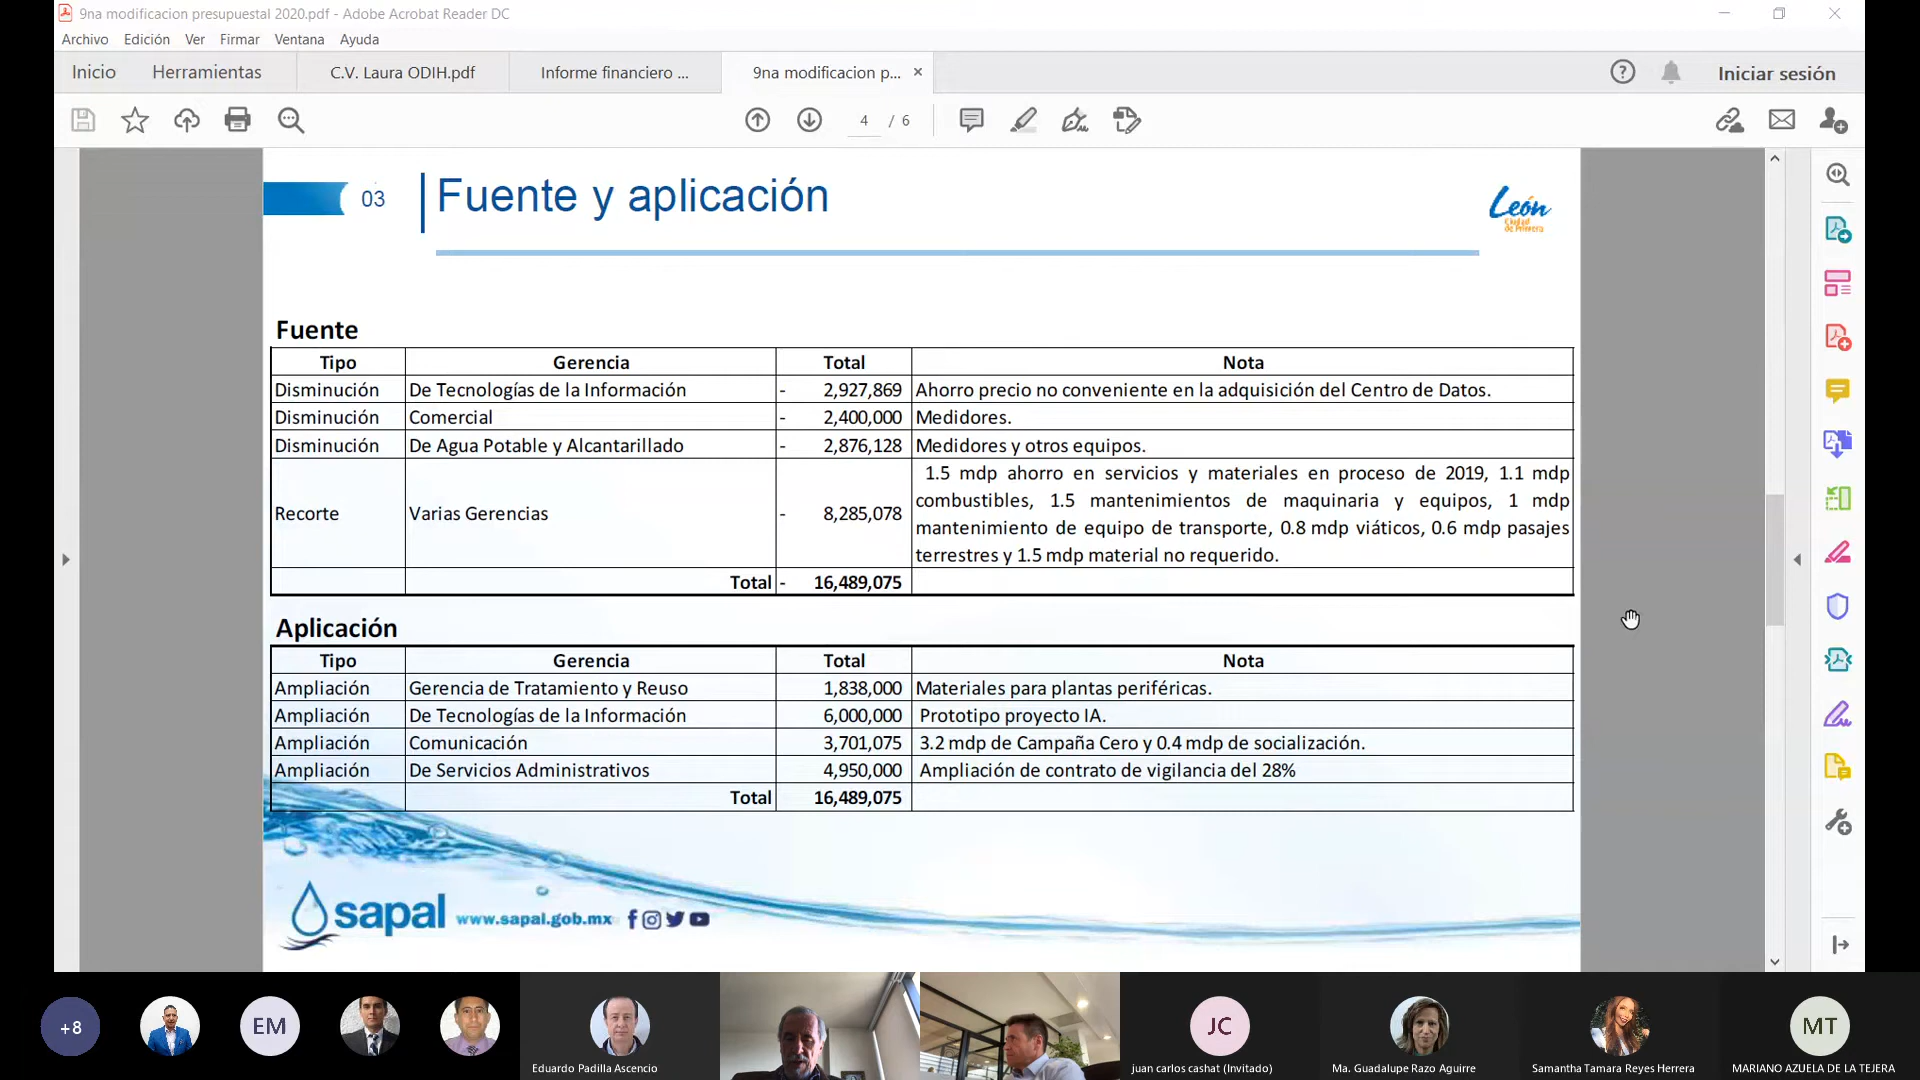 9na modificacion presupuestal 2020.pdf - Adobe Acrobat Reader DC
Archivo Edición Ver Firmar Ventana Ayuda
Inicio Herramientas C.V. Laura ODIH.pdf Informe financiero ... 9na modificacion p... × Iniciar sesión
4 / 6
03 Fuente y aplicación
León
Ciudad
de Primera
Fuente
Tipo Gerencia Total Nota
Disminución De Tecnologías de la Información - 2,927,869 Ahorro precio no conveniente en la adquisición del Centro de Datos.
Disminución Comercial - 2,400,000 Medidores.
Disminución De Agua Potable y Alcantarillado - 2,876,128 Medidores y otros equipos.
Recorte Varias Gerencias - 8,285,078 1.5 mdp ahorro en servicios y materiales en proceso de 2019, 1.1 mdp
combustibles, 1.5 mantenimientos de maquinaria y equipos, 1 mdp
mantenimiento de equipo de transporte, 0.8 mdp viáticos, 0.6 mdp pasajes
terrestres y 1.5 mdp material no requerido.
Total - 16,489,075
Aplicación
Tipo Gerencia Total Nota
Ampliación Gerencia de Tratamiento y Reuso 1,838,000 Materiales para plantas periféricas.
Ampliación De Tecnologías de la Información 6,000,000 Prototipo proyecto IA.
Ampliación Comunicación 3,701,075 3.2 mdp de Campaña Cero y 0.4 mdp de socialización.
Ampliación De Servicios Administrativos 4,950,000 Ampliación de contrato de vigilancia del 28%
Total 16,489,075
sapal www.sapal.gob.mx
+8 EM JC MT
Eduardo Padilla Ascencio juan carlos cashat (Invitado) Ma. Guadalupe Razo Aguirre Samantha Tamara Reyes Herrera MARIANO AZUELA DE LA TEJERA